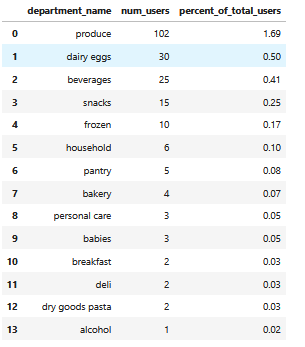 department_name num_users percent_of_total_users
0 produce 102 1.69
1 dairy eggs 30 0.50
2 beverages 25 0.41
3 snacks 15 0.25
4 frozen 10 0.17
5 household 6 0.10
6 pantry 5 0.08
7 bakery 4 0.07
8 personal care 3 0.05
9 babies 3 0.05
10 breakfast 2 0.03
11 deli 2 0.03
12 dry goods pasta 2 0.03
13 alcohol 1 0.02